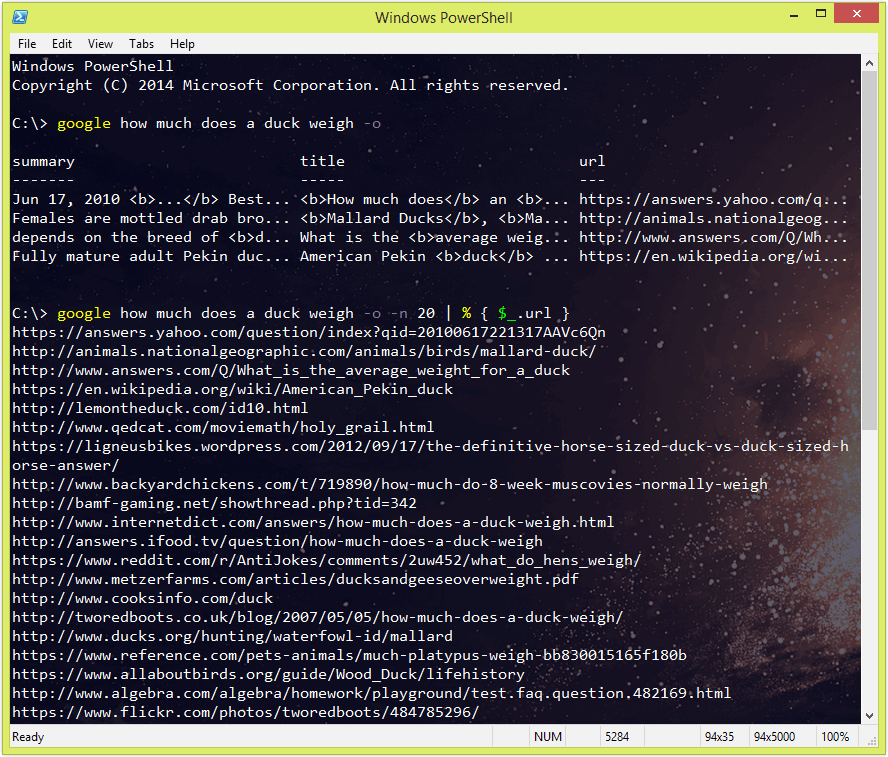 Windows PowerShell
File Edit View Tabs Help
Windows PowerShell
Copyright (C) 2014 Microsoft Corporation. All rights reserved.
C:\> google how much does a duck weigh -o
summary title url
------- ----- ---
Jun 17, 2010 <b>...</b> Best... <b>How much does</b> an <b>... https://answers.yahoo.com/q...
Females are mottled drab bro... <b>Mallard Ducks</b>, <b>Ma... http://animals.nationalgeog...
depends on the breed of <b>d... What is the <b>average weig... http://www.answers.com/Q/Wh...
Fully mature adult Pekin duc... American Pekin <b>duck</b> ... https://en.wikipedia.org/wi...
C:\> google how much does a duck weigh -o -n 20 | % { $_.url }
https://answers.yahoo.com/question/index?qid=20100617221317AAVc6Qn
http://animals.nationalgeographic.com/animals/birds/mallard-duck/
http://www.answers.com/Q/What_is_the_average_weight_for_a_duck
https://en.wikipedia.org/wiki/American_Pekin_duck
http://lemontheduck.com/id10.html
http://www.qedcat.com/moviemath/holy_grail.html
https://ligneusbikes.wordpress.com/2012/09/17/the-definitive-horse-sized-duck-vs-duck-sized-h
orse-answer/
http://www.backyardchickens.com/t/719890/how-much-do-8-week-muscovies-normally-weigh
http://bamf-gaming.net/showthread.php?tid=342
http://www.internetdict.com/answers/how-much-does-a-duck-weigh.html
http://answers.ifood.tv/question/how-much-does-a-duck-weigh
https://www.reddit.com/r/AntiJokes/comments/2uw452/what_do_hens_weigh/
http://www.metzerfarms.com/articles/ducksandgeeseoverweight.pdf
http://www.cooksinfo.com/duck
http://tworedboots.co.uk/blog/2007/05/05/how-much-does-a-duck-weigh/
http://www.ducks.org/hunting/waterfowl-id/mallard
https://www.reference.com/pets-animals/much-platypus-weigh-bb830015165f180b
https://www.allaboutbirds.org/guide/Wood_Duck/lifehistory
http://www.algebra.com/algebra/homework/playground/test.faq.question.482169.html
https://www.flickr.com/photos/tworedboots/484785296/
Ready NUM 5284 94x35 94x5000 100%